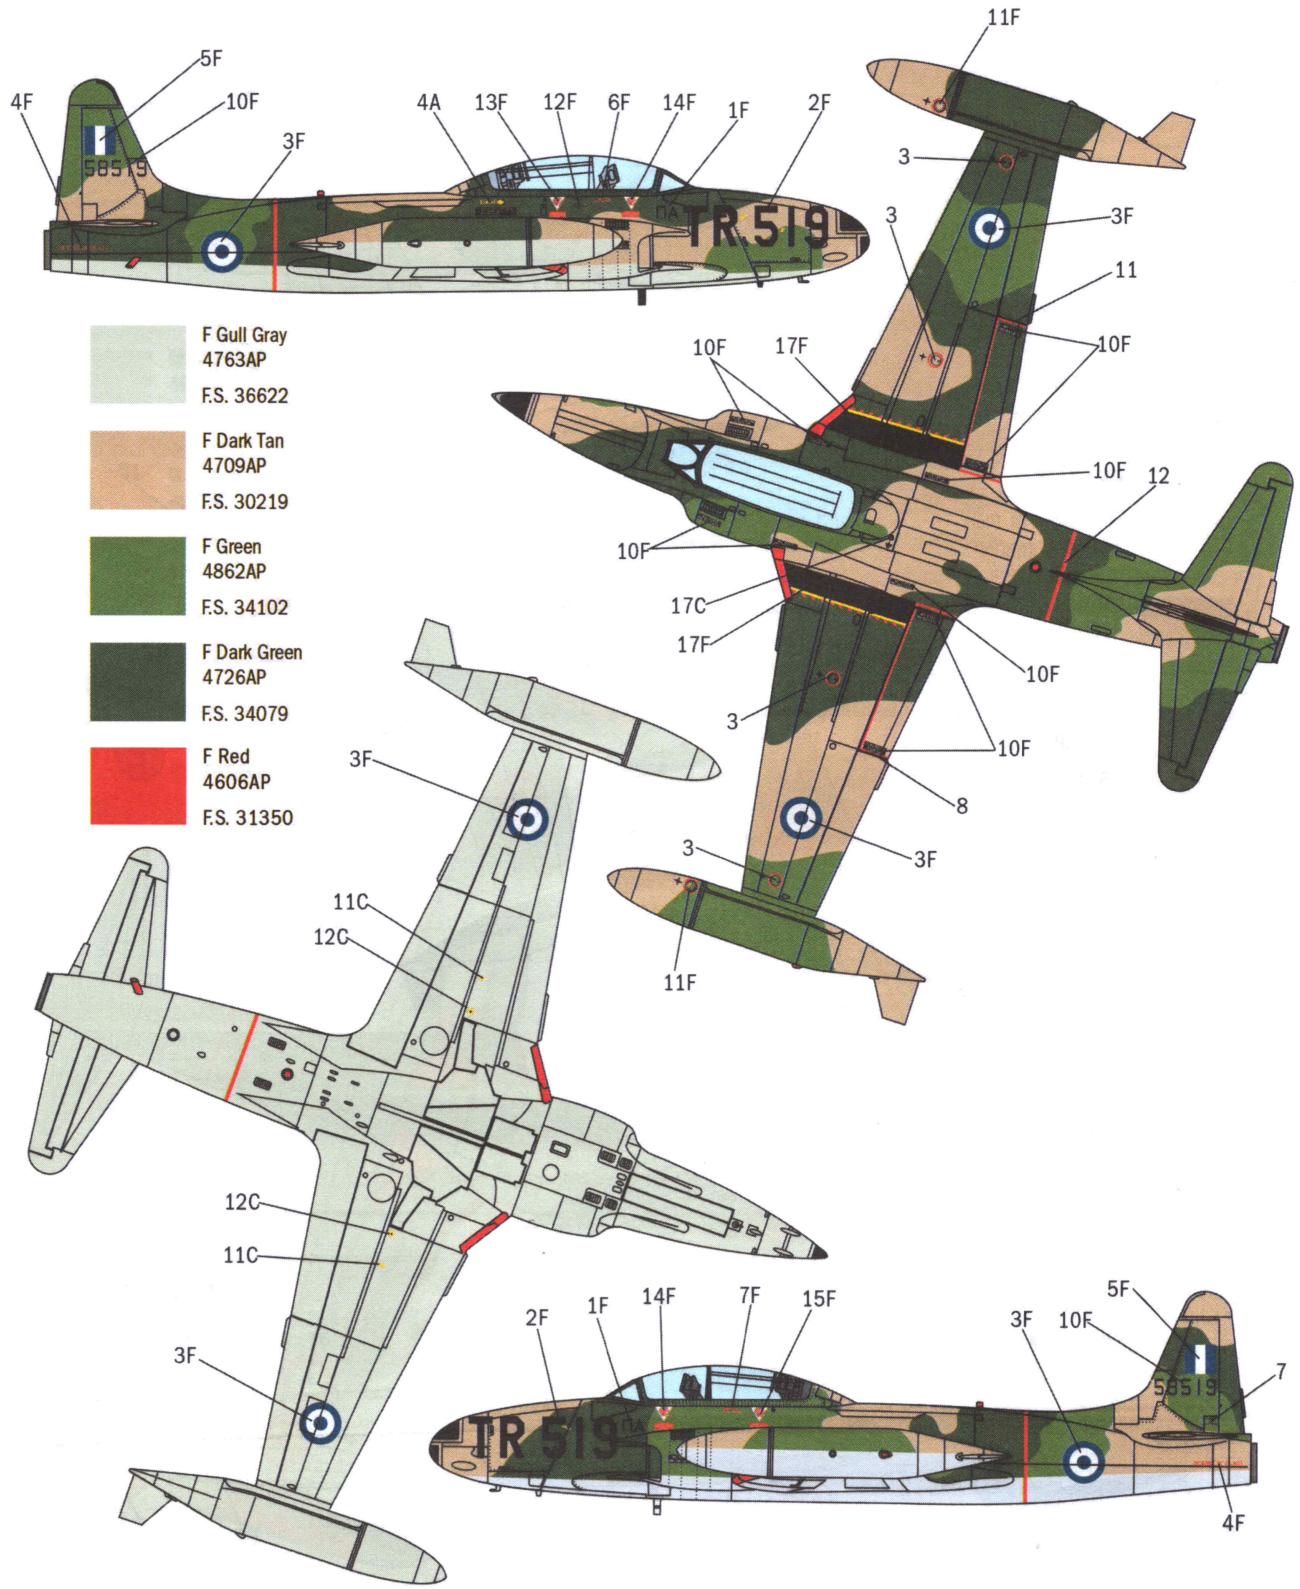 11F
5F
4F
10F
3F
4A
13F
12F
6F
14F
1F
2F
58519
ΠΑ
TR.519
3
3
3F
11
10F
17F
10F
10F
12
10F
17C
17F
10F
3
10F
8
3
3F
11F
F Gull Gray
4763AP
F.S. 36622
F Dark Tan
4709AP
F.S. 30219
F Green
4862AP
F.S. 34102
F Dark Green
4726AP
F.S. 34079
F Red
4606AP
F.S. 31350
3F
11C
12C
12C
11C
3F
2F
1F
14F
7F
15F
3F
10F
5F
7
4F
58519
TR 519
ΠΑ